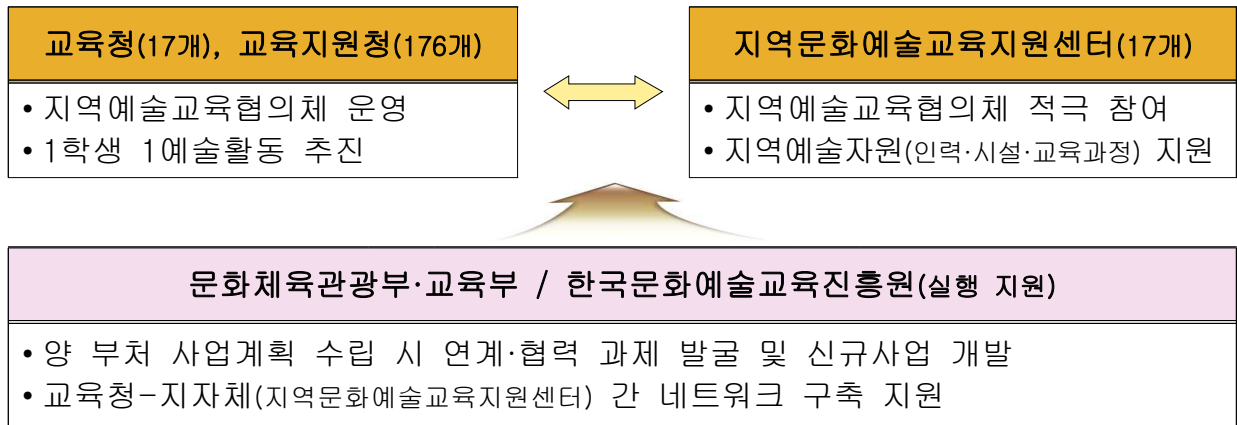 교육청(17개), 교육지원청(176개)
• 지역예술교육협의체 운영
• 1학생 1예술활동 추진
지역문화예술교육지원센터(17개)
• 지역예술교육협의체 적극 참여
• 지역예술자원(인력·시설·교육과정) 지원
문화체육관광부·교육부 / 한국문화예술교육진흥원(실행 지원)
• 양 부처 사업계획 수립 시 연계·협력 과제 발굴 및 신규사업 개발
• 교육청-지자체(지역문화예술교육지원센터) 간 네트워크 구축 지원